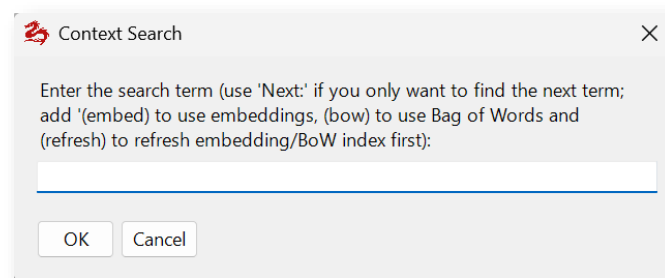 Context Search
Enter the search term (use 'Next:' if you only want to find the next term;
add '(embed) to use embeddings, (bow) to use Bag of Words and
(refresh) to refresh embedding/BoW index first):
OK Cancel